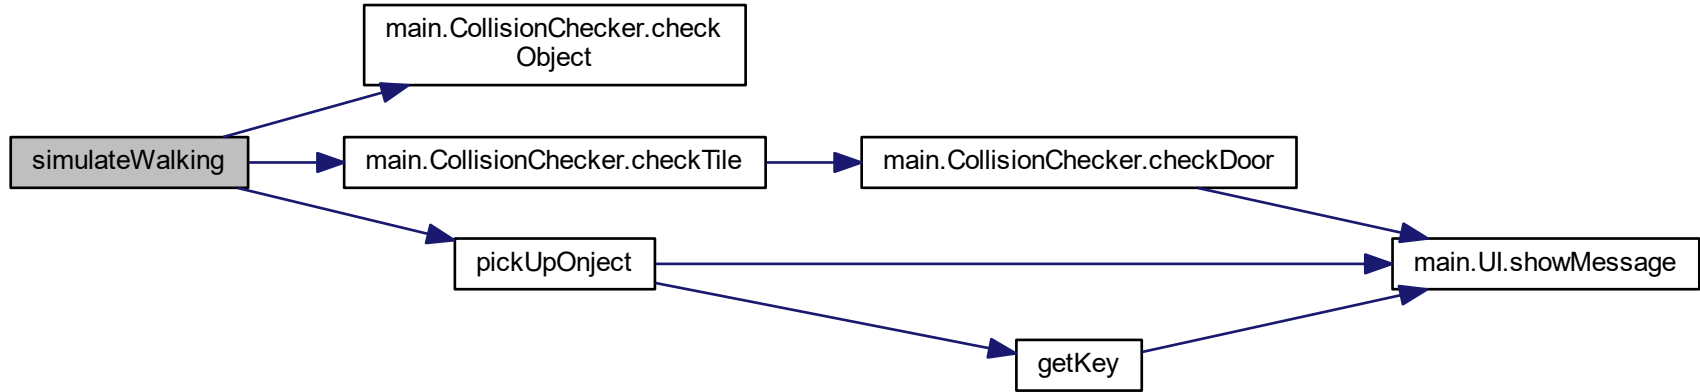 main.CollisionChecker.check
Object
simulateWalking
main.CollisionChecker.checkTile
main.CollisionChecker.checkDoor
pickUpOnject
main.UI.showMessage
getKey